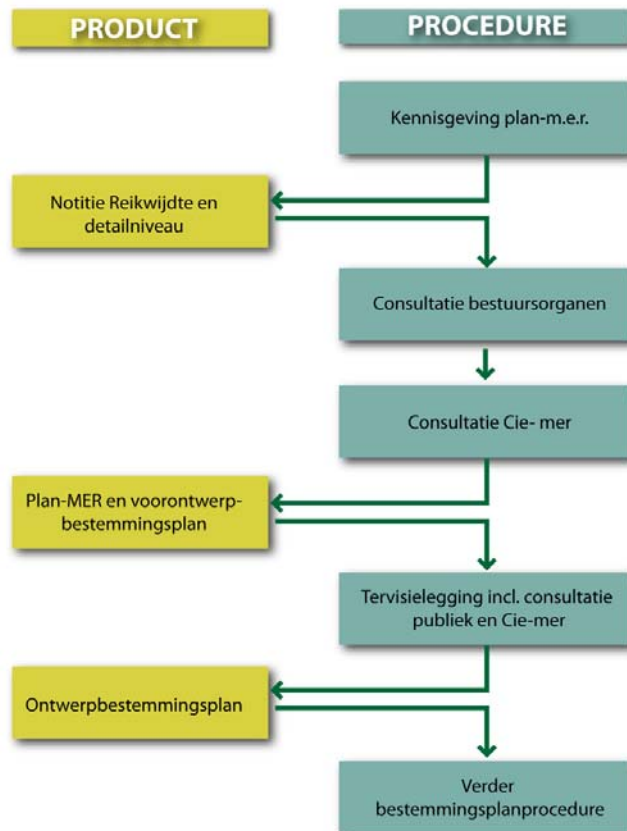 PRODUCT
PROCEDURE
Kennisgeving plan-m.e.r.
Notitie Reikwijdte en
detailniveau
Consultatie bestuursorganen
Consultatie Cie- mer
Plan-MER en voorontwerp-
bestemmingsplan
Tervisielegging incl. consultatie
publiek en Cie-mer
Ontwerpbestemmingsplan
Verder
bestemmingsplanprocedure